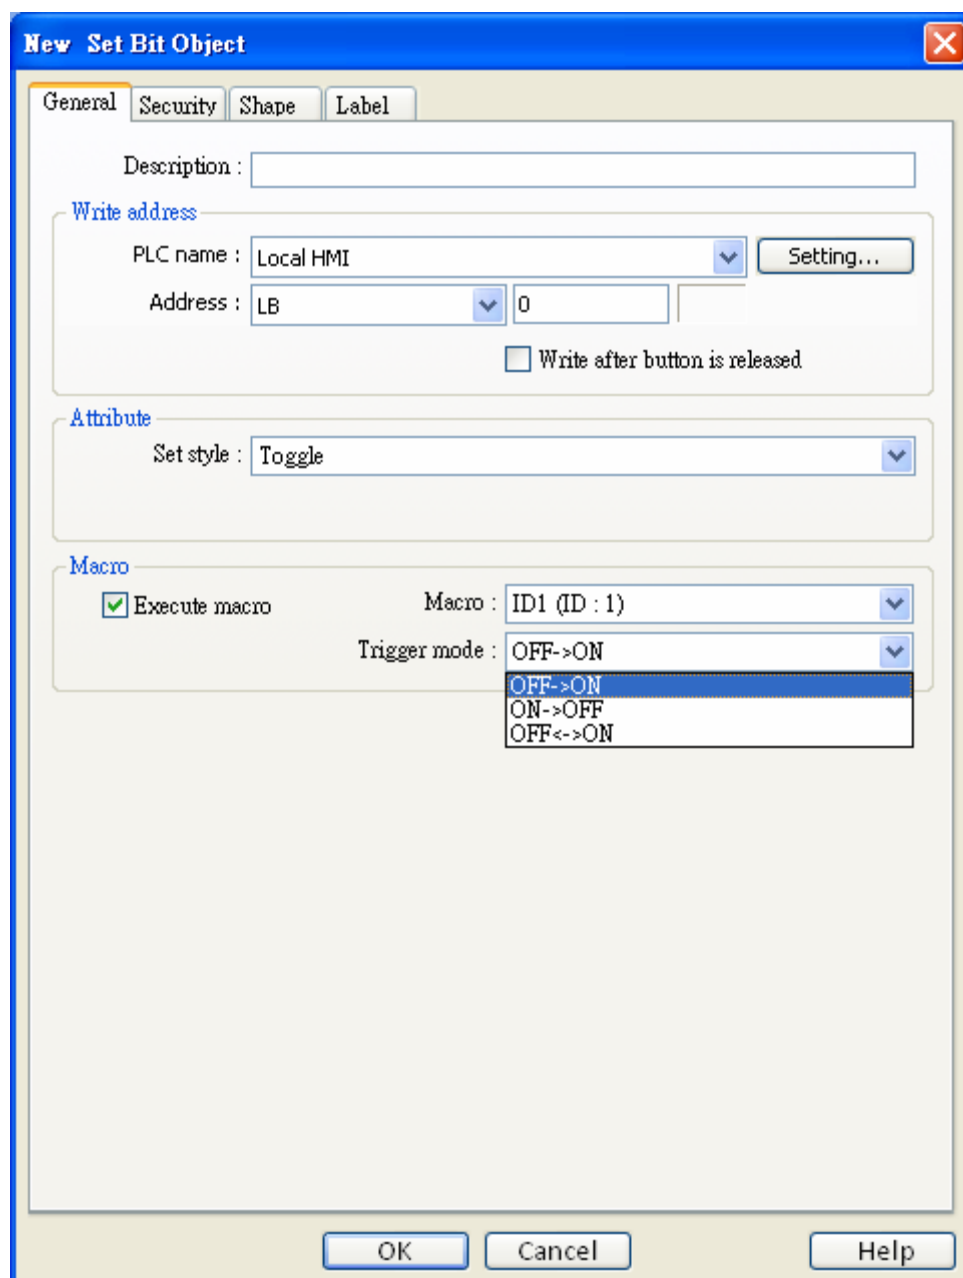 New Set Bit Object
General Security Shape Label
Description :
Write address
PLC name : Local HMI Setting...
Address : LB 0
Write after button is released
Attribute
Set style : Toggle
Macro
Execute macro Macro : ID1 (ID : 1)
Trigger mode : OFF->ON
OFF->ON
ON->OFF
OFF<->ON
OK Cancel Help